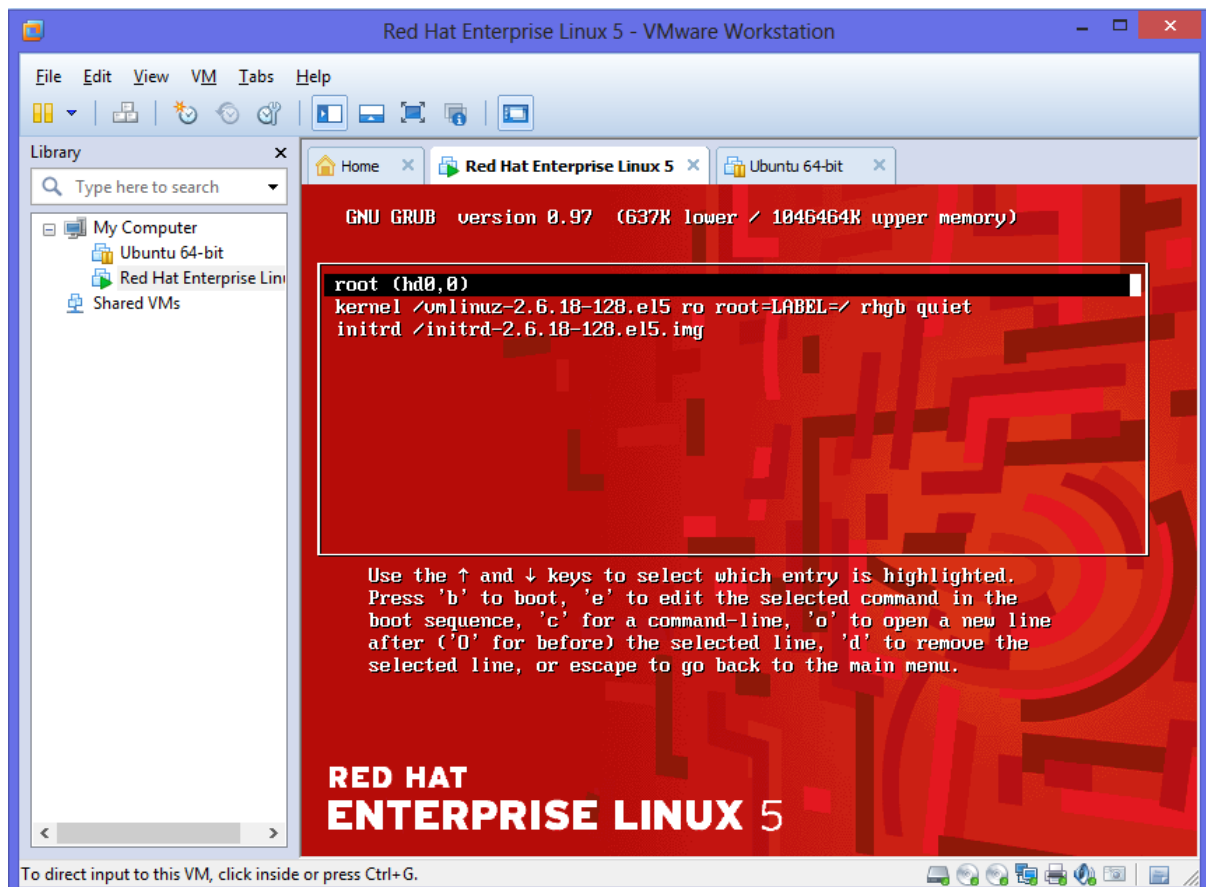 Red Hat Enterprise Linux 5 - VMware Workstation
File Edit View VM Tabs Help
Library
Type here to search
My Computer
Ubuntu 64-bit
Red Hat Enterprise Linu
Shared VMs
Home
Red Hat Enterprise Linux 5
Ubuntu 64-bit
GNU GRUB version 0.97 (637K lower / 1046464K upper memory)
root (hd0,0)
kernel /vmlinuz-2.6.18-128.el5 ro root=LABEL=/ rhgb quiet
initrd /initrd-2.6.18-128.el5.img
Use the ↑ and ↓ keys to select which entry is highlighted.
Press 'b' to boot, 'e' to edit the selected command in the
boot sequence, 'c' for a command-line, 'o' to open a new line
after ('O' for before) the selected line, 'd' to remove the
selected line, or escape to go back to the main menu.
RED HAT
ENTERPRISE LINUX 5
To direct input to this VM, click inside or press Ctrl+G.